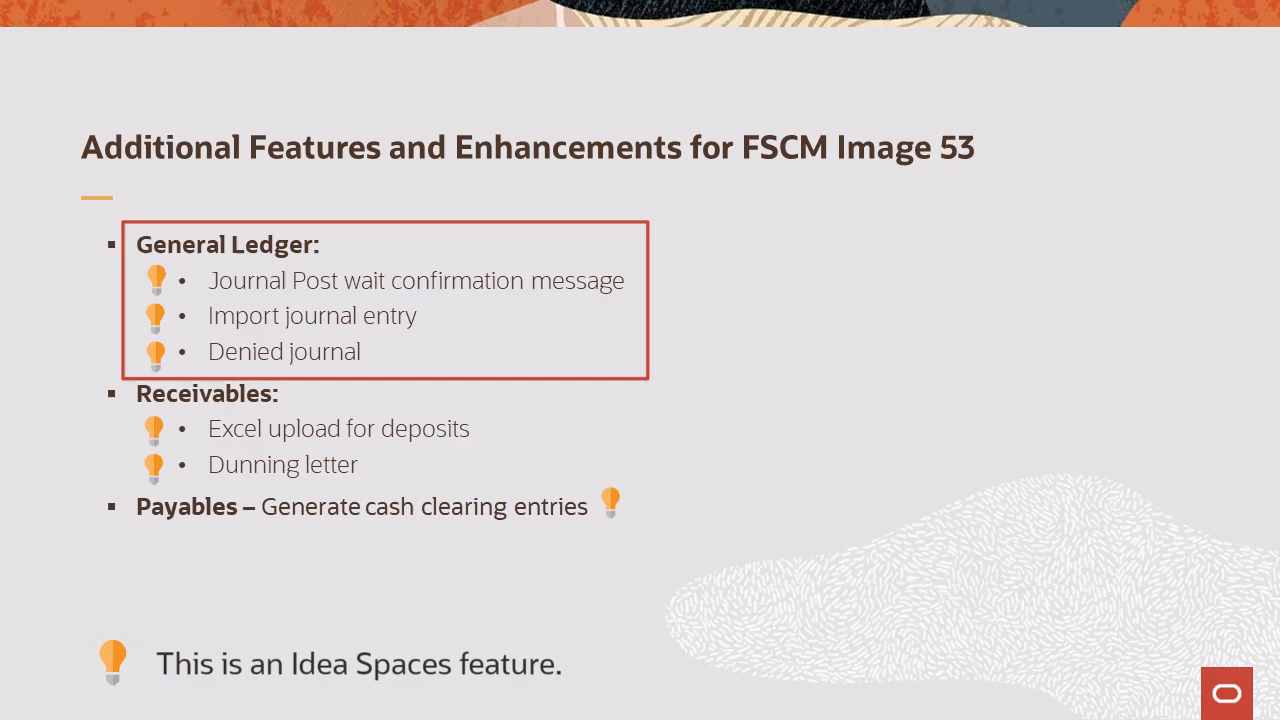 Additional Features and Enhancements for FSCM Image 53
▪ General Ledger:
• Journal Post wait confirmation message
• Import journal entry
• Denied journal
▪ Receivables:
• Excel upload for deposits
• Dunning letter
▪ Payables – Generate cash clearing entries
This is an Idea Spaces feature.